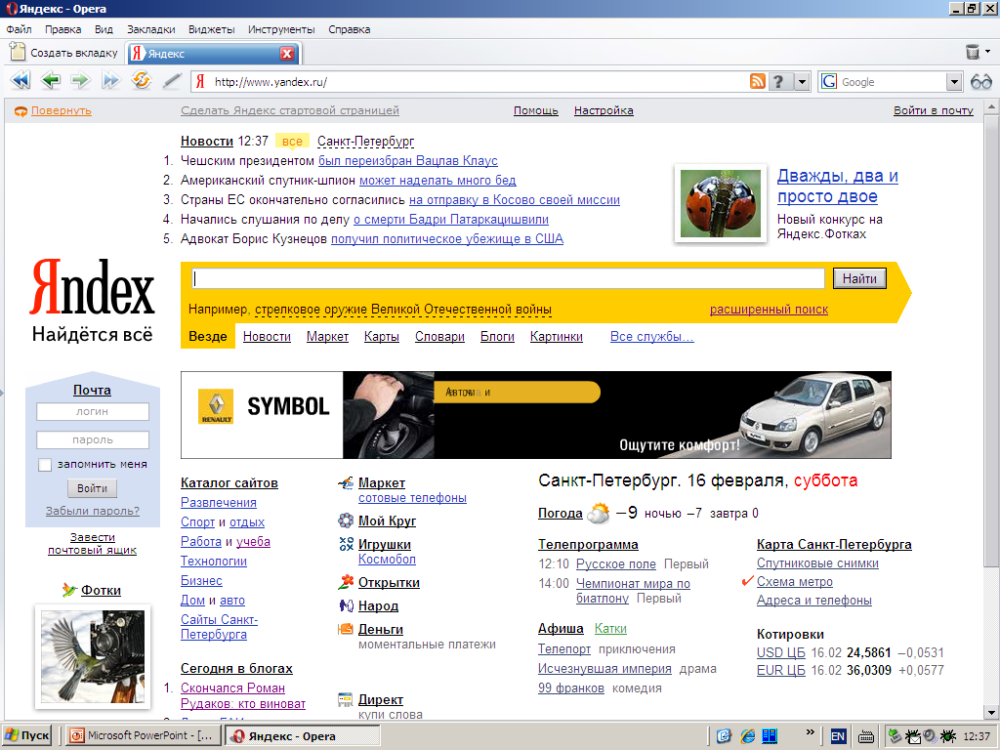 Яндекс - Opera
Файл Правка Вид Закладки Виджеты Инструменты Справка
Создать вкладку Яндекс
http://www.yandex.ru/ ? Google
Повернуть Сделать Яндекс стартовой страницей Помощь Настройка Войти в почту
Новости 12:37 все Санкт-Петербург
1. Чешским президентом был переизбран Вацлав Клаус
2. Американский спутник-шпион может наделать много бед
3. Страны ЕС окончательно согласились на отправку в Косово своей миссии
4. Начались слушания по делу о смерти Бадри Патаркацишвили
5. Адвокат Борис Кузнецов получил политическое убежище в США
Дважды, два и
просто двое
Новый конкурс на
Яндекс.Фотках
Яndex
Найдётся всё
Найти
Например, стрелковое оружие Великой Отечественной войны расширенный поиск
Везде Новости Маркет Карты Словари Блоги Картинки Все службы...
Почта
логин
пароль
запомнить меня
Войти
Забыли пароль?
Завести
почтовый ящик
Фотки
RENAULT SYMBOL
Ощутите комфорт!
Каталог сайтов
Развлечения
Спорт и отдых
Работа и учеба
Технологии
Бизнес
Дом и авто
Сайты Санкт-
Петербурга
Сегодня в блогах
1. Скончался Роман
Рудаков: кто виноват
Маркет
сотовые телефоны
Мой Круг
Игрушки
Космобол
Открытки
Народ
Деньги
моментальные платежи
Директ
купи слова
Санкт-Петербург. 16 февраля, суббота
Погода −9 ночью −7 завтра 0
Телепрограмма
12:10 Русское поле Первый
14:00 Чемпионат мира по
биатлону Первый
Афиша Катки
Телепорт приключения
Исчезнувшая империя драма
99 франков комедия
Карта Санкт-Петербурга
Спутниковые снимки
Схема метро
Адреса и телефоны
Котировки
USD ЦБ 16.02 24,5861 −0,0531
EUR ЦБ 16.02 36,0309 +0,0577
Пуск Microsoft PowerPoint - [... Яндекс - Opera » EN 12:37